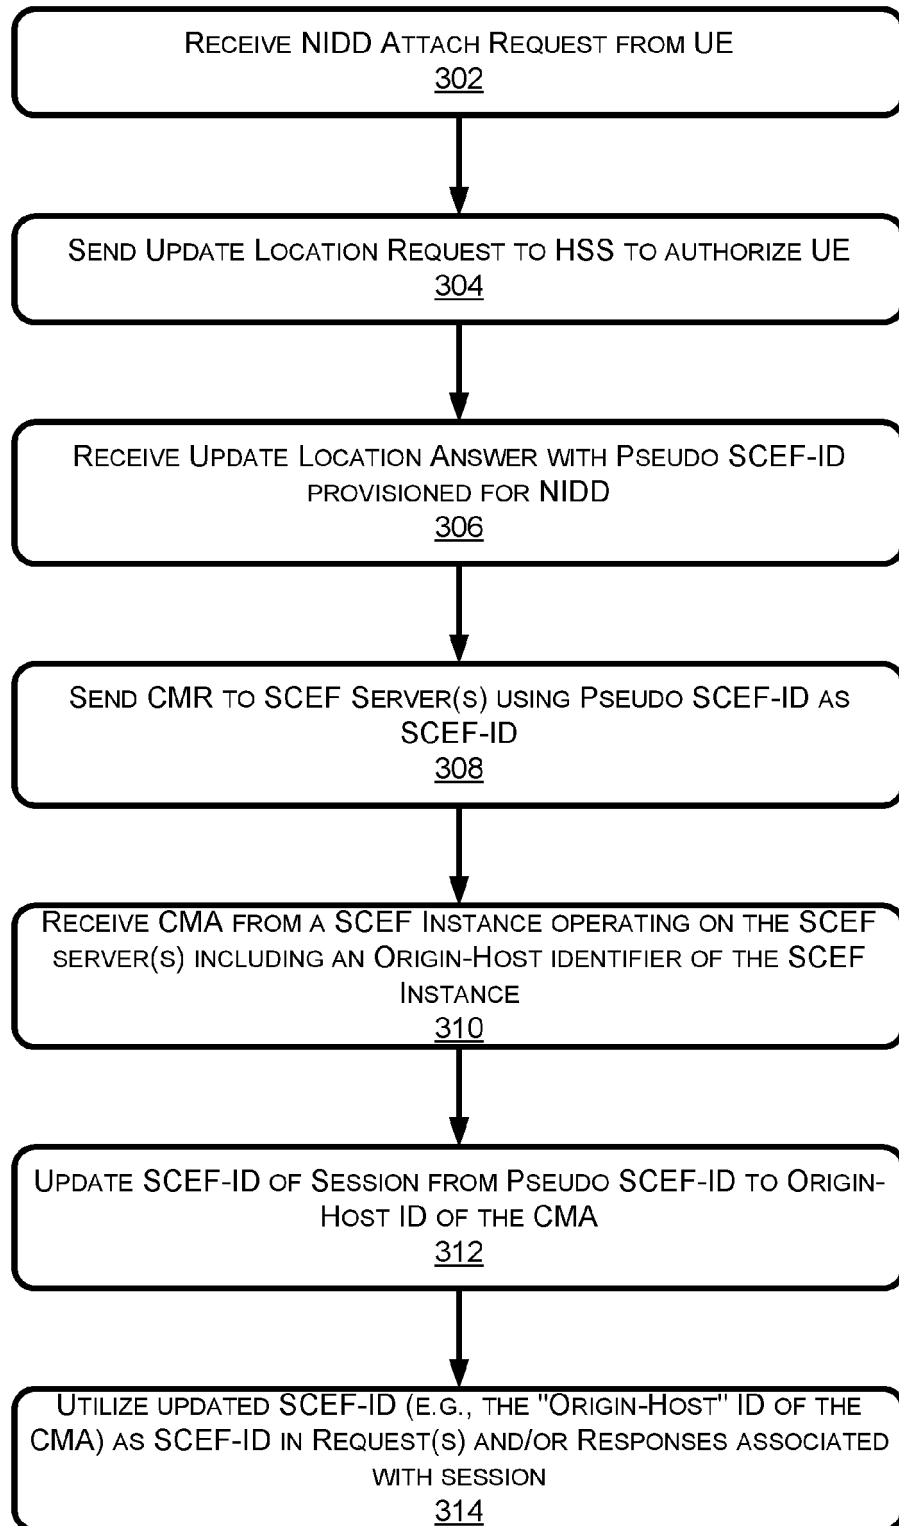 RECEIVE NIDD ATTACH REQUEST FROM UE
302
SEND UPDATE LOCATION REQUEST TO HSS TO AUTHORIZE UE
304
RECEIVE UPDATE LOCATION ANSWER WITH PSEUDO SCEF-ID
PROVISIONED FOR NIDD
306
SEND CMR TO SCEF SERVER(S) USING PSEUDO SCEF-ID AS
SCEF-ID
308
RECEIVE CMA FROM A SCEF INSTANCE OPERATING ON THE SCEF
SERVER(S) INCLUDING AN ORIGIN-HOST IDENTIFIER OF THE SCEF
INSTANCE
310
UPDATE SCEF-ID OF SESSION FROM PSEUDO SCEF-ID TO ORIGIN-
HOST ID OF THE CMA
312
UTILIZE UPDATED SCEF-ID (E.G., THE "ORIGIN-HOST" ID OF THE
CMA) AS SCEF-ID IN REQUEST(S) AND/OR RESPONSES ASSOCIATED
WITH SESSION
314